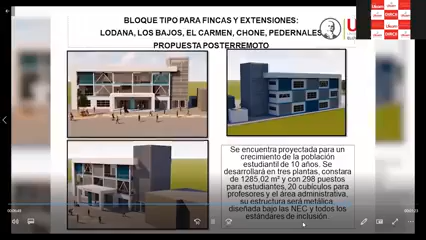 BLOQUE TIPO PARA FINCAS Y EXTENSIONES:
LODANA, LOS BAJOS, EL CARMEN, CHONE, PEDERNALES
PROPUESTA POSTERREMOTO
Se encuentra proyectada para un
crecimiento de la población
estudiantil de 10 años. Se
desarrollará en tres plantas, constara
de 1285,02 m² y con 298 puestos
para estudiantes, 20 cubículos para
profesores y el área administrativa,
su estructura será metálica
diseñada bajo las NEC y todos los
estándares de inclusión